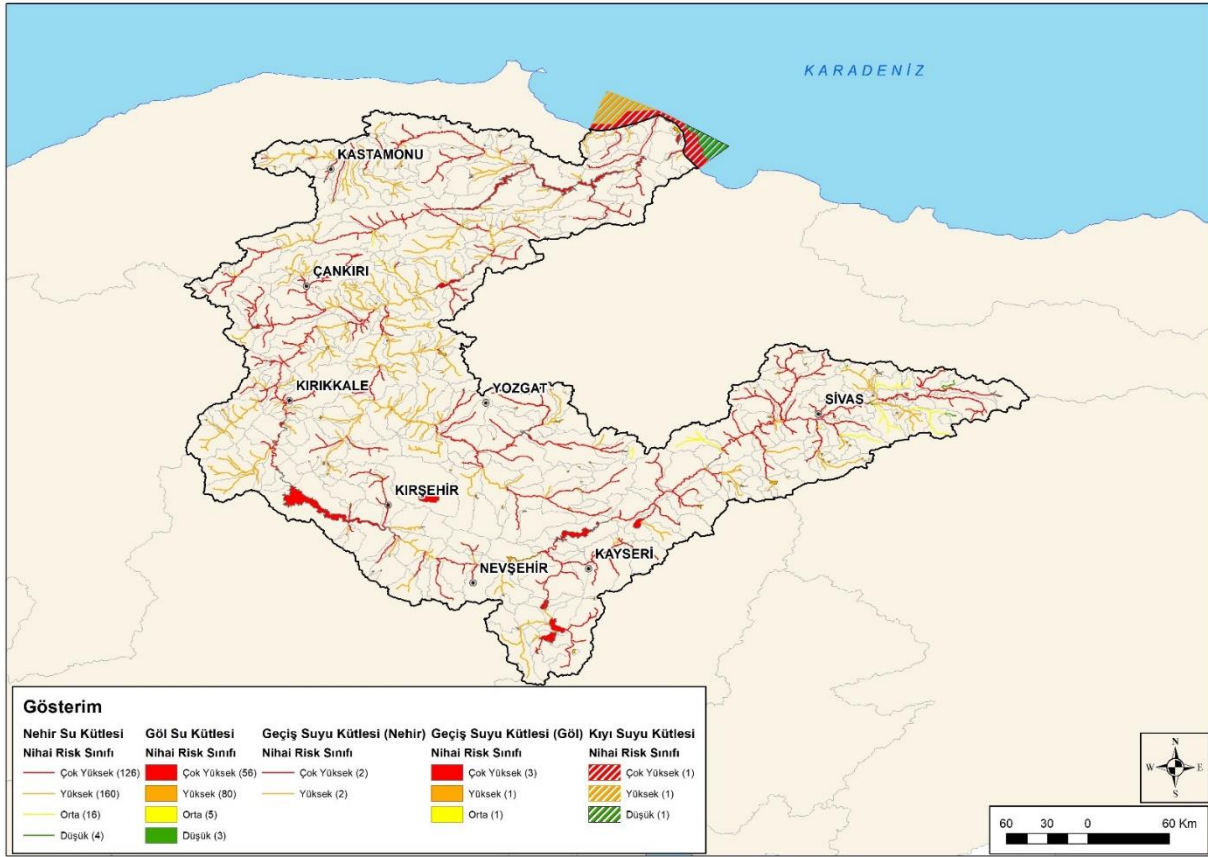 KARADENİZ
KASTAMONU
ÇANKIRI
KIRIKKALE
YOZGAT
SİVAS
KIRŞEHİR
KAYSERİ
NEVŞEHİR
Gösterim
Nehir Su Kütlesi
Nihai Risk Sınıfı
Çok Yüksek (126)
Yüksek (160)
Orta (16)
Düşük (4)
Göl Su Kütlesi
Nihai Risk Sınıfı
Çok Yüksek (56)
Yüksek (80)
Orta (5)
Düşük (3)
Geçiş Suyu Kütlesi (Nehir)
Nihai Risk Sınıfı
Çok Yüksek (2)
Yüksek (2)
Geçiş Suyu Kütlesi (Göl)
Nihai Risk Sınıfı
Çok Yüksek (3)
Yüksek (1)
Orta (1)
Kıyı Suyu Kütlesi
Nihai Risk Sınıfı
Çok Yüksek (1)
Yüksek (1)
Düşük (1)
N
W E
S
60 30 0 60 Km